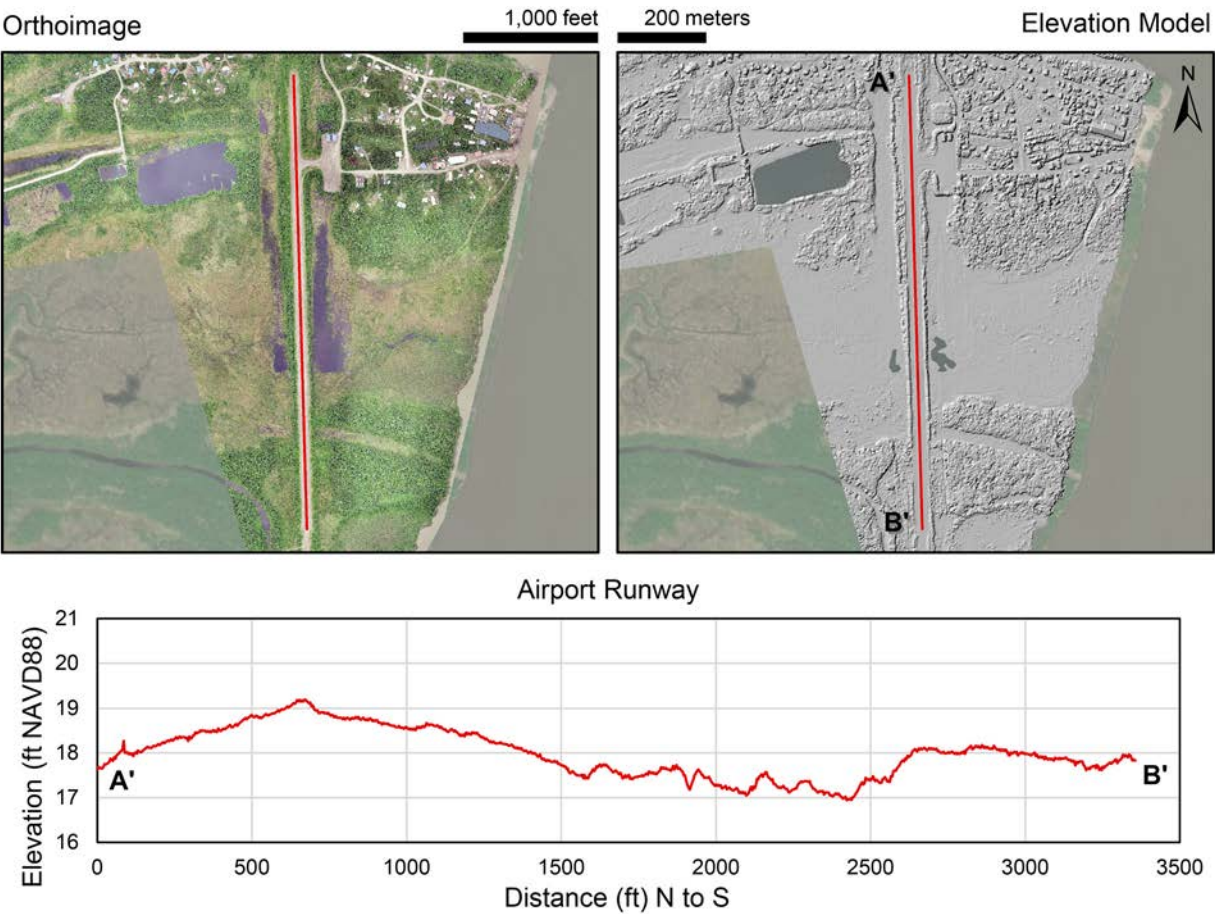 Orthoimage
1,000 feet
200 meters
Elevation Model
A'
N
B'
Airport Runway
Elevation (ft NAVD88)
21
20
19
18
17
16
A'
B'
0
500
1000
1500
2000
2500
3000
3500
Distance (ft) N to S